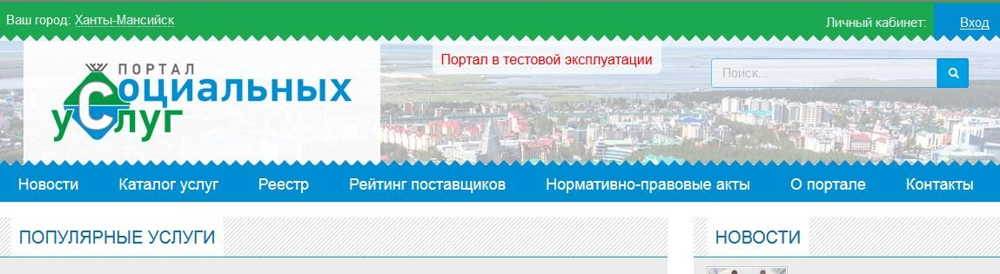 Ваш город: Ханты-Мансийск
Личный кабинет: Вход
ПОРТАЛ
Социальных
услуг
Портал в тестовой эксплуатации
Поиск...
Новости Каталог услуг Реестр Рейтинг поставщиков Нормативно-правовые акты О портале Контакты
ПОПУЛЯРНЫЕ УСЛУГИ
НОВОСТИ